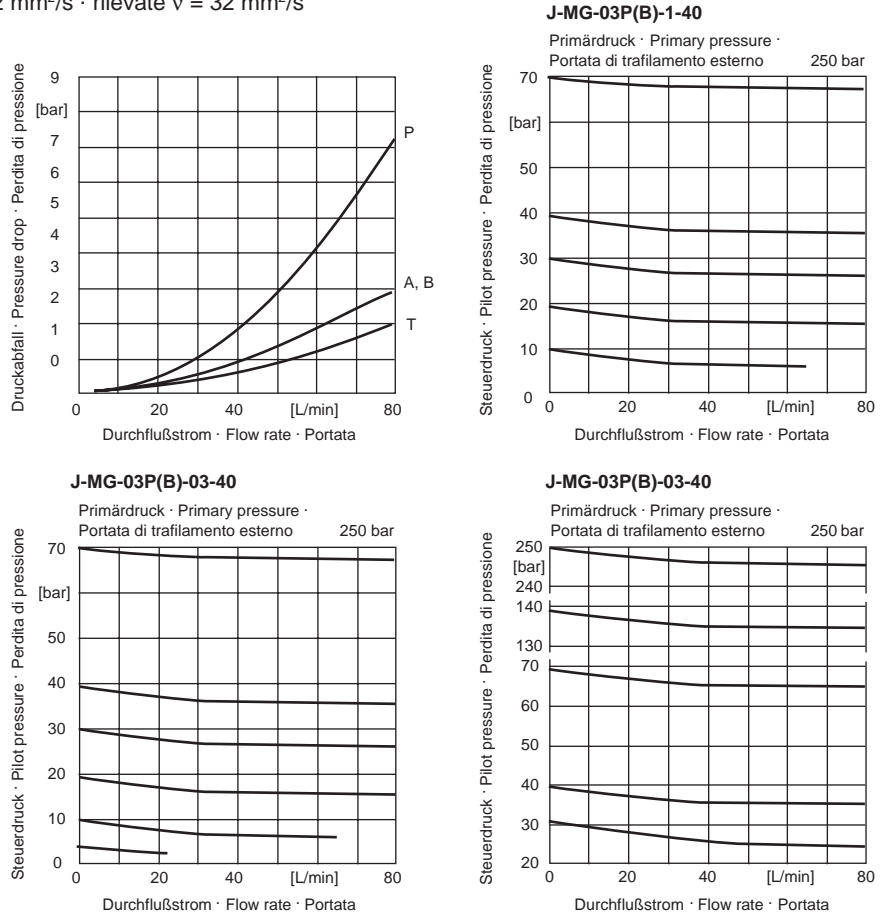 2 mm²/s · rilevate ν = 32 mm²/s
Druckabfall · Pressure drop · Perdita di pressione
9
[bar]
7
6
5
4
3
2
1
0
P
A, B
T
0 20 40 [L/min] 80
Durchflußstrom · Flow rate · Portata
J-MG-03P(B)-1-40
Primärdruck · Primary pressure ·
Portata di trafilamento esterno 250 bar
Steuerdruck · Pilot pressure · Perdita di pressione
70
[bar]
50
40
30
20
10
0
0 20 40 [L/min] 80
Durchflußstrom · Flow rate · Portata
J-MG-03P(B)-03-40
Primärdruck · Primary pressure ·
Portata di trafilamento esterno 250 bar
Steuerdruck · Pilot pressure · Perdita di pressione
70
[bar]
50
40
30
20
10
0
0 20 40 [L/min] 80
Durchflußstrom · Flow rate · Portata
J-MG-03P(B)-03-40
Primärdruck · Primary pressure ·
Portata di trafilamento esterno 250 bar
Steuerdruck · Pilot pressure · Perdita di pressione
250
[bar]
240
140
130
70
60
50
40
30
20
0 20 40 [L/min] 80
Durchflußstrom · Flow rate · Portata